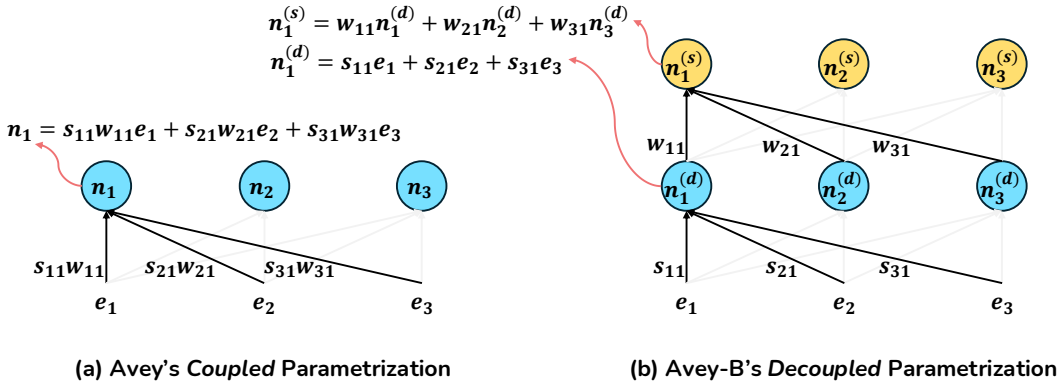 n₁⁽ˢ⁾ = w₁₁n₁⁽ᵈ⁾ + w₂₁n₂⁽ᵈ⁾ + w₃₁n₃⁽ᵈ⁾
n₁⁽ᵈ⁾ = s₁₁e₁ + s₂₁e₂ + s₃₁e₃
n₁⁽ˢ⁾ n₂⁽ˢ⁾ n₃⁽ˢ⁾
n₁ = s₁₁w₁₁e₁ + s₂₁w₂₁e₂ + s₃₁w₃₁e₃
w₁₁ w₂₁ w₃₁
n₁ n₂ n₃
n₁⁽ᵈ⁾ n₂⁽ᵈ⁾ n₃⁽ᵈ⁾
s₁₁w₁₁ s₂₁w₂₁ s₃₁w₃₁
s₁₁ s₂₁ s₃₁
e₁ e₂ e₃
e₁ e₂ e₃
(a) Avey's Coupled Parametrization
(b) Avey-B's Decoupled Parametrization